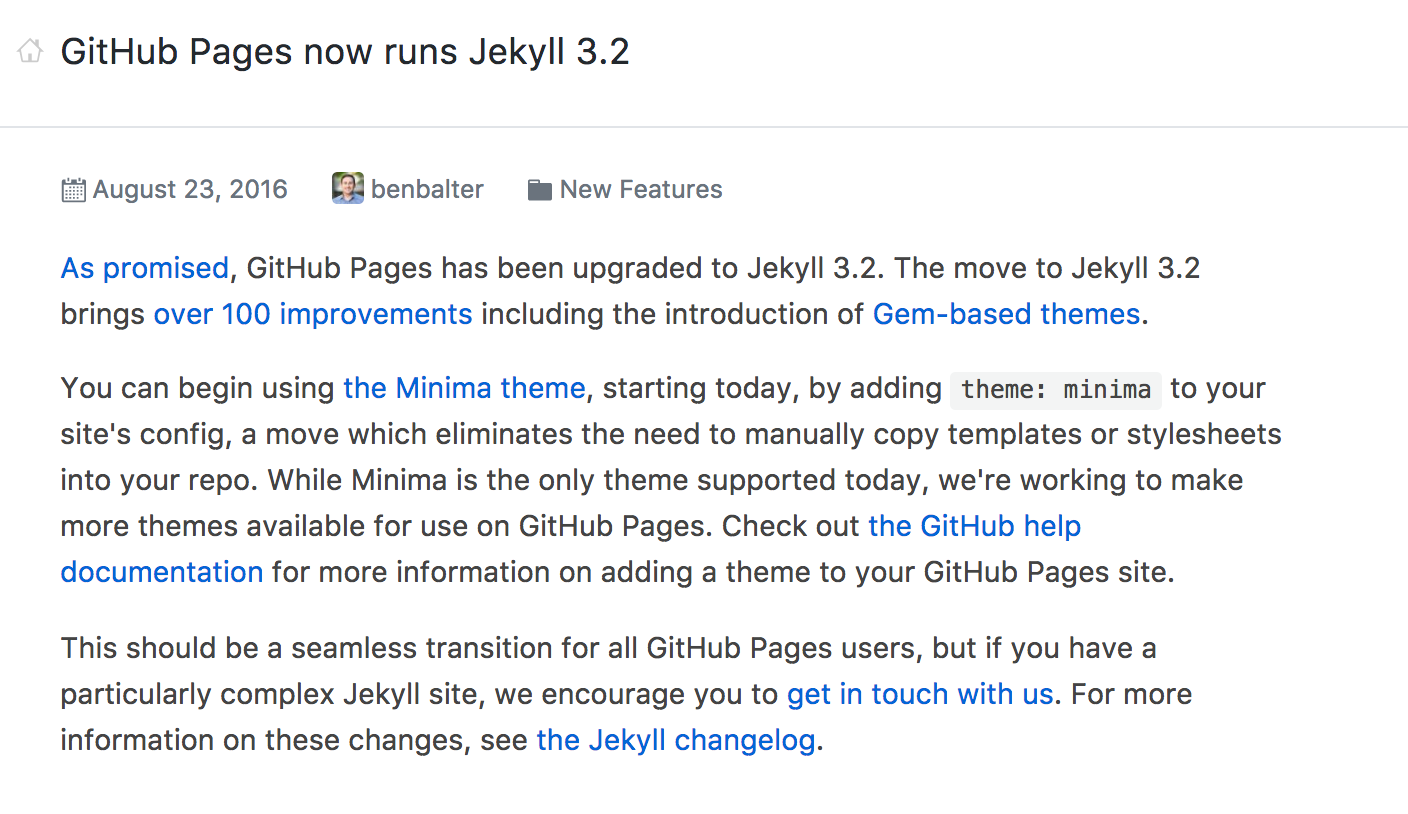 GitHub Pages now runs Jekyll 3.2
August 23, 2016 benbalter New Features
As promised, GitHub Pages has been upgraded to Jekyll 3.2. The move to Jekyll 3.2
brings over 100 improvements including the introduction of Gem-based themes.
You can begin using the Minima theme, starting today, by adding theme: minima to your
site's config, a move which eliminates the need to manually copy templates or stylesheets
into your repo. While Minima is the only theme supported today, we're working to make
more themes available for use on GitHub Pages. Check out the GitHub help
documentation for more information on adding a theme to your GitHub Pages site.
This should be a seamless transition for all GitHub Pages users, but if you have a
particularly complex Jekyll site, we encourage you to get in touch with us. For more
information on these changes, see the Jekyll changelog.